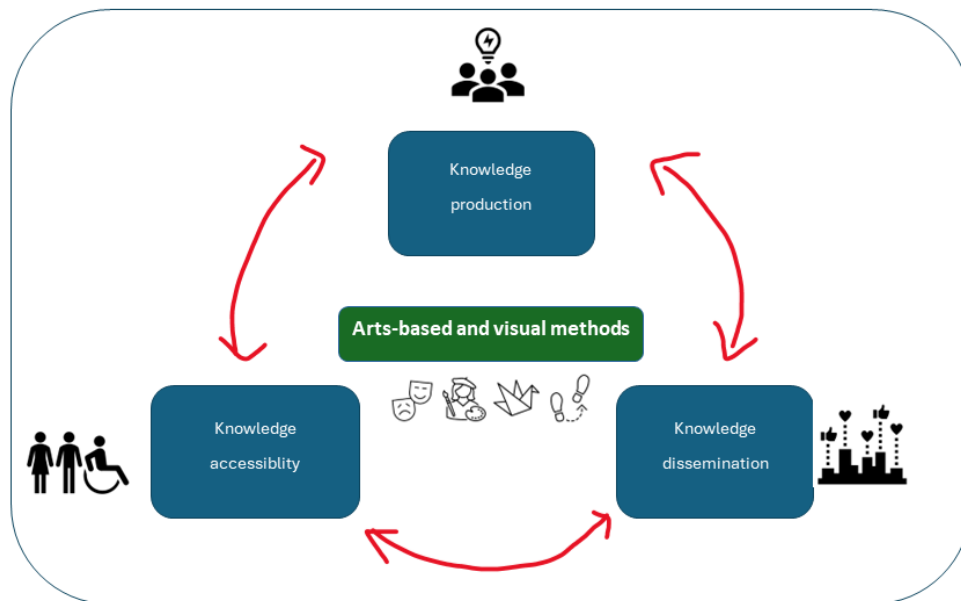 Knowledge
production
Arts-based and visual methods
Knowledge
accessiblity
Knowledge
dissemination